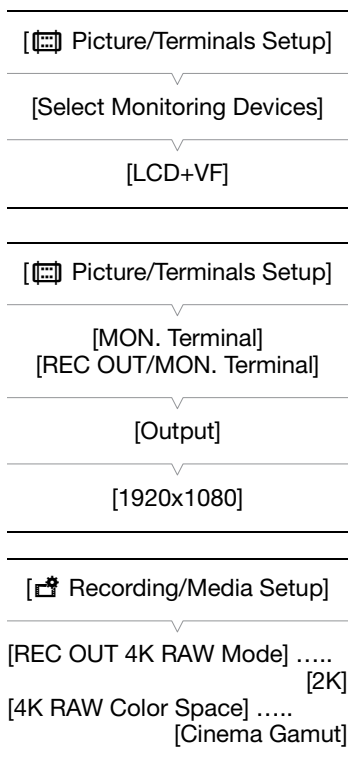 [ Picture/Terminals Setup]
[Select Monitoring Devices]
[LCD+VF]
[ Picture/Terminals Setup]
[MON. Terminal]
[REC OUT/MON. Terminal]
[Output]
[1920x1080]
[ Recording/Media Setup]
[REC OUT 4K RAW Mode] …..
[2K]
[4K RAW Color Space] …..
[Cinema Gamut]